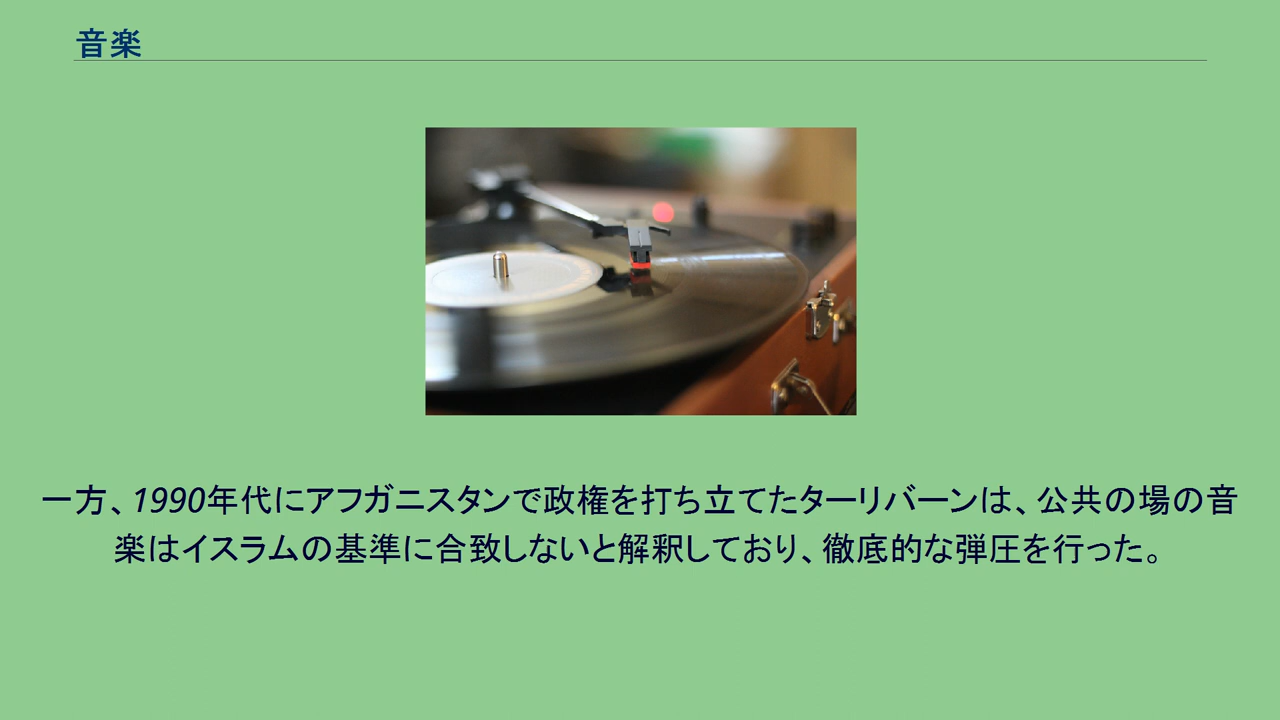 音楽
一方、1990年代にアフガニスタンで政権を打ち立てたターリバーンは、公共の場の音
楽はイスラムの基準に合致しないと解釈しており、徹底的な弾圧を行った。